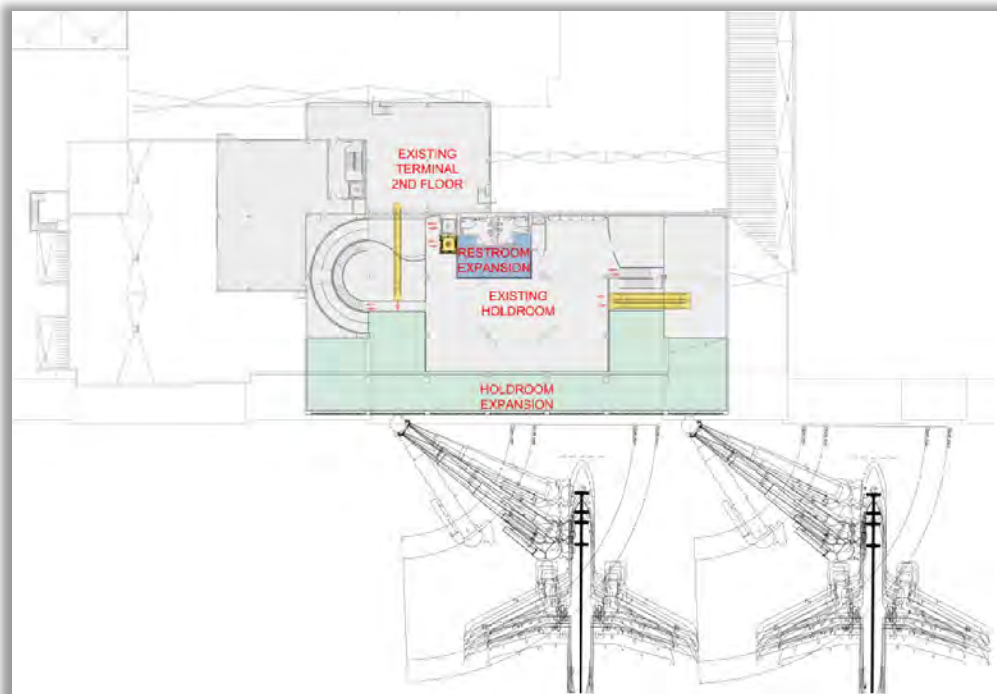 EXISTING
TERMINAL
2ND FLOOR
RESTROOM
EXPANSION
EXISTING
HOLDROOM
HOLDROOM
EXPANSION